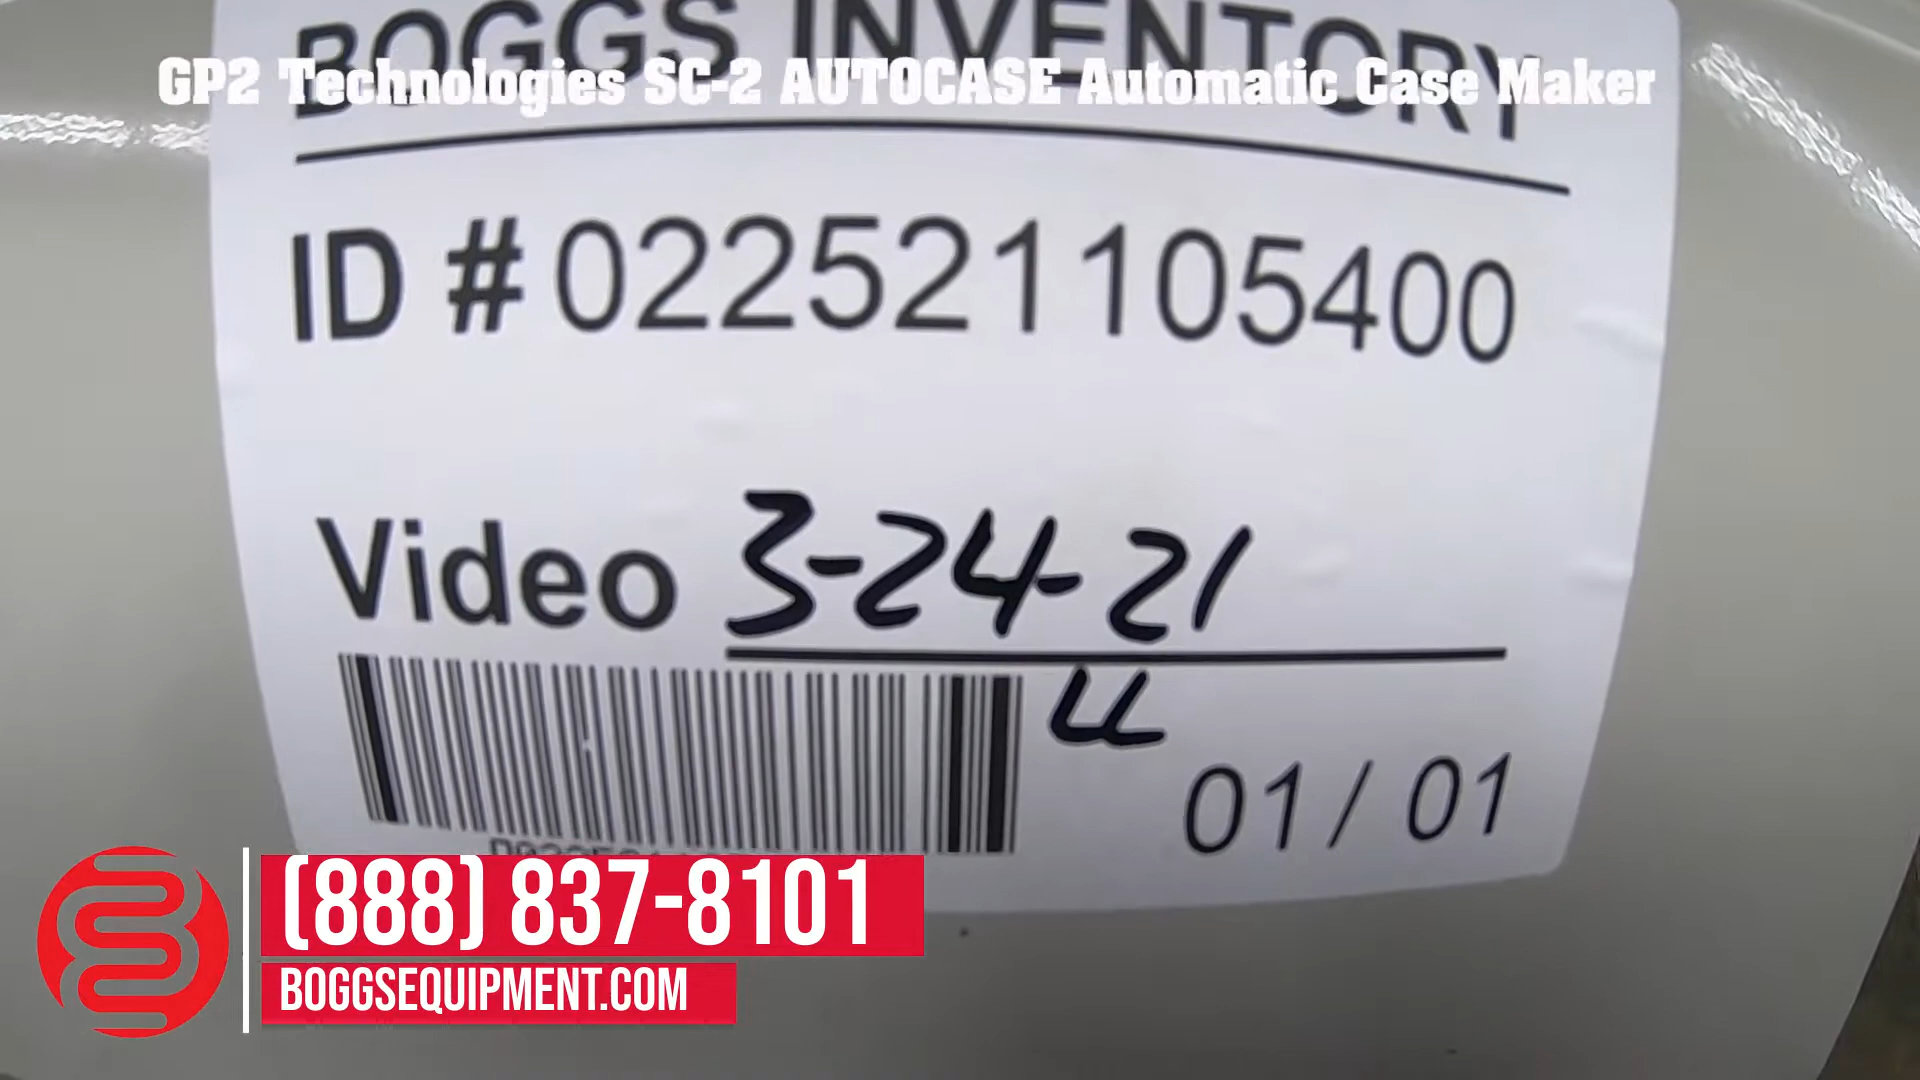 BOGGS INVENTORY
GP2 Technologies SC-2 AUTOCASE Automatic Case Maker
ID # 022521105400
Video 3-24-21
LL
01 / 01
(888) 837-8101
BOGGSEQUIPMENT.COM